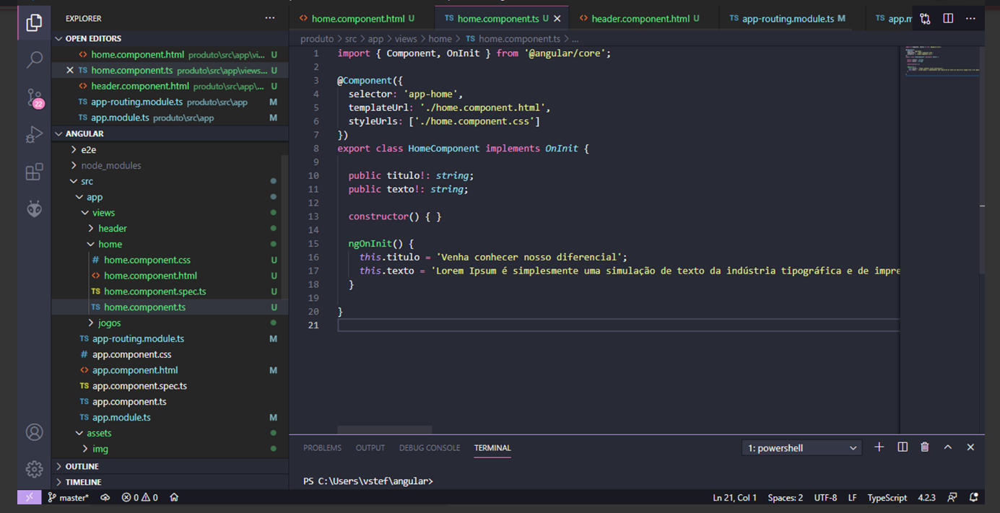 EXPLORER
OPEN EDITORS
home.component.html produto\src\app\vi... U
TS home.component.ts produto\src\app\views... U
header.component.html produto\src\app\... U
TS app-routing.module.ts produto\src\app M
TS app.module.ts produto\src\app M
ANGULAR
e2e
node_modules
src
app
views
header
home
# home.component.css U
<> home.component.html U
TS home.component.spec.ts U
TS home.component.ts U
jogos
TS app-routing.module.ts M
# app.component.css
<> app.component.html M
TS app.component.spec.ts
TS app.component.ts
TS app.module.ts M
assets
img
OUTLINE
TIMELINE
22
<> home.component.html U
TS home.component.ts U
<> header.component.html U
TS app-routing.module.ts M
TS app.m
produto > src > app > views > home > TS home.component.ts > ...
1 import { Component, OnInit } from '@angular/core';
2
3 @Component({
4 selector: 'app-home',
5 templateUrl: './home.component.html',
6 styleUrls: ['./home.component.css']
7 })
8 export class HomeComponent implements OnInit {
9
10 public titulo!: string;
11 public texto!: string;
12
13 constructor() { }
14
15 ngOnInit() {
16 this.titulo = 'Venha conhecer nosso diferencial';
17 this.texto = 'Lorem Ipsum é simplesmente uma simulação de texto da indústria tipográfica e de impre
18 }
19
20 }
21
PROBLEMS OUTPUT DEBUG CONSOLE TERMINAL
1: powershell
PS C:\Users\vstef\angular>
master* 0 0
Ln 21, Col 1 Spaces: 2 UTF-8 LF TypeScript 4.2.3